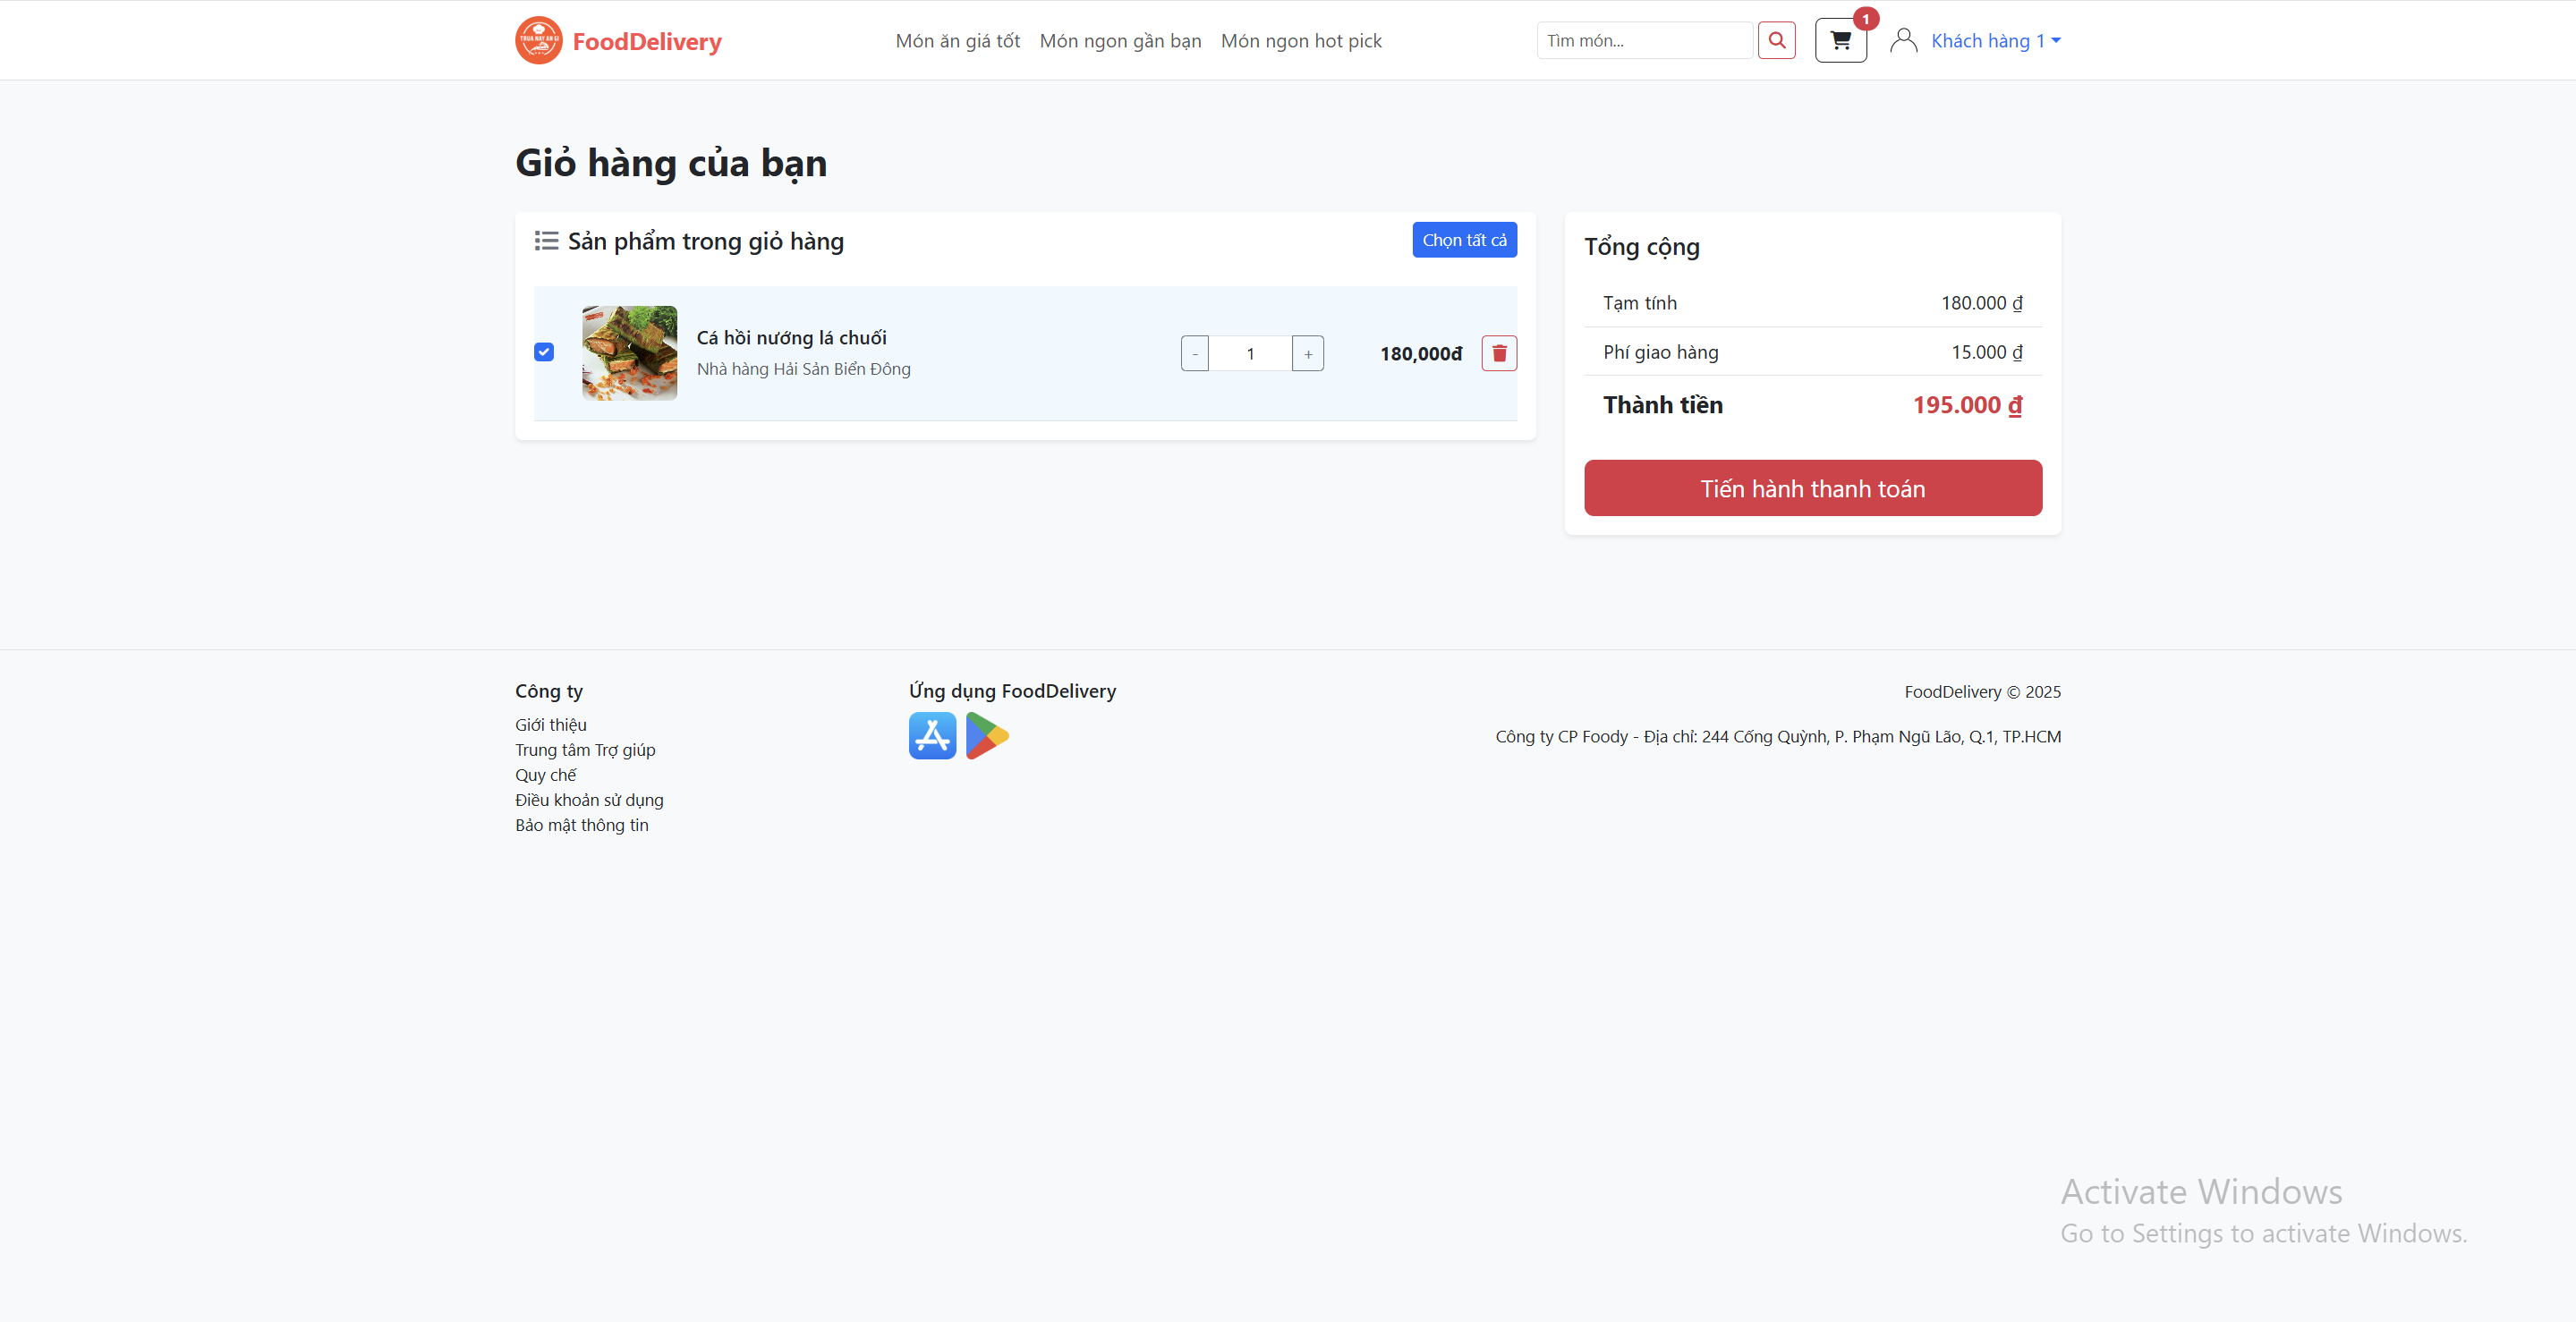 TRUA NAY AN GI
FoodDelivery
Món ăn giá tốt
Món ngon gần bạn
Món ngon hot pick
Tìm món...
1
Khách hàng 1
Giỏ hàng của bạn
Sản phẩm trong giỏ hàng
Chọn tất cả
Cá hồi nướng lá chuối
Nhà hàng Hải Sản Biển Đông
-
1
+
180,000đ
Tổng cộng
Tạm tính
180.000 ₫
Phí giao hàng
15.000 ₫
Thành tiền
195.000 ₫
Tiến hành thanh toán
Công ty
Giới thiệu
Trung tâm Trợ giúp
Quy chế
Điều khoản sử dụng
Bảo mật thông tin
Ứng dụng FoodDelivery
FoodDelivery © 2025
Công ty CP Foody - Địa chỉ: 244 Cống Quỳnh, P. Phạm Ngũ Lão, Q.1, TP.HCM
Activate Windows
Go to Settings to activate Windows.